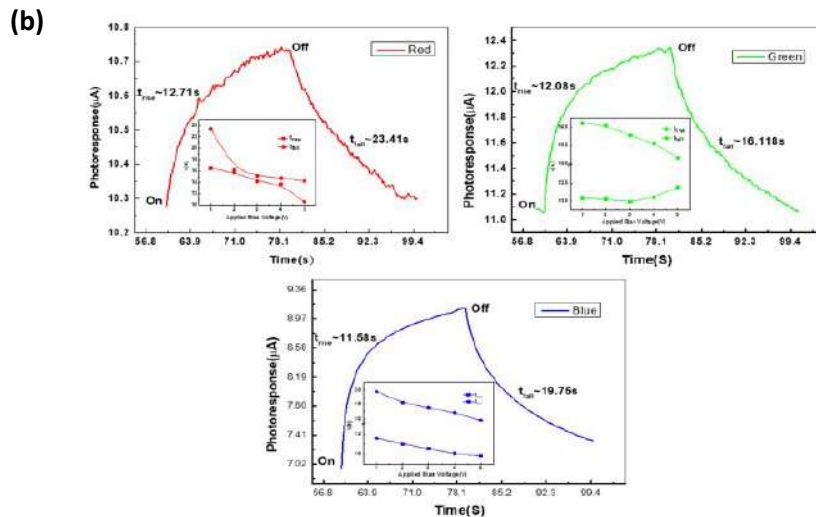 (b)
10.8
10.7
10.6
10.5
10.4
10.3
10.2
Photoresponse(μA)
Red
Off
On
t_rise~12.71s
t_fall~23.41s
Applied Bias Voltage(V)
56.8 63.9 71.0 78.1 85.2 92.3 99.4
Time(s)
12.4
12.2
12.0
11.8
11.6
11.4
11.2
11.0
Photoresponse(μA)
Green
Off
On
t_rise~12.08s
t_fall~16.118s
Applied Bias Voltage(V)
56.8 63.9 71.0 78.1 85.2 92.3 99.4
Time(S)
9.36
8.97
8.58
8.19
7.80
7.41
7.02
Photoresponse(μA)
Blue
Off
On
t_rise~11.58s
t_fall~19.75s
Applied Bias Voltage(V)
56.8 63.9 71.0 78.1 85.2 92.3 99.4
Time(S)